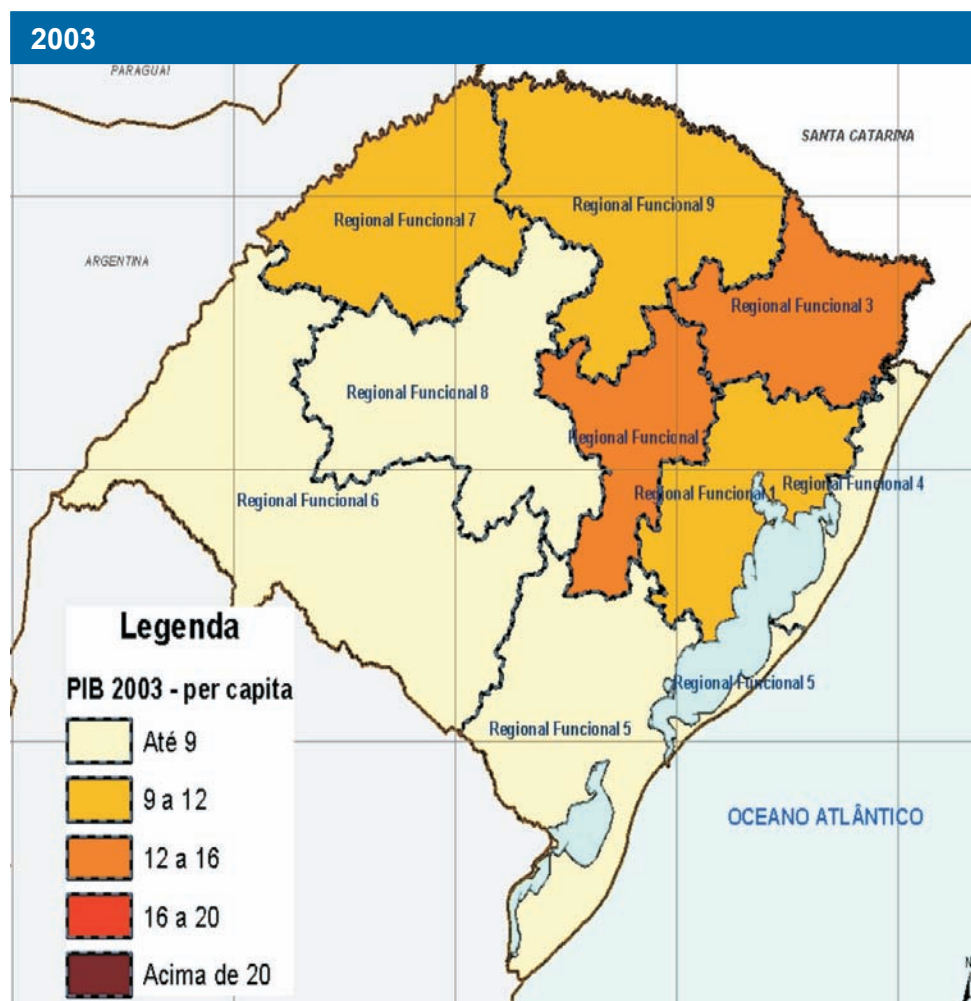 2003
PARAGUAI
SANTA CATARINA
Regional Funcional 9
Regional Funcional 7
ARGENTINA
Regional Funcional 3
Regional Funcional 8
Regional Funcional
Regional Funcional 4
Regional Funcional 1
Regional Funcional 6
Regional Funcional 5
Regional Funcional 5
OCEANO ATLÂNTICO
Legenda
PIB 2003 - per capita
Até 9
9 a 12
12 a 16
16 a 20
Acima de 20
N